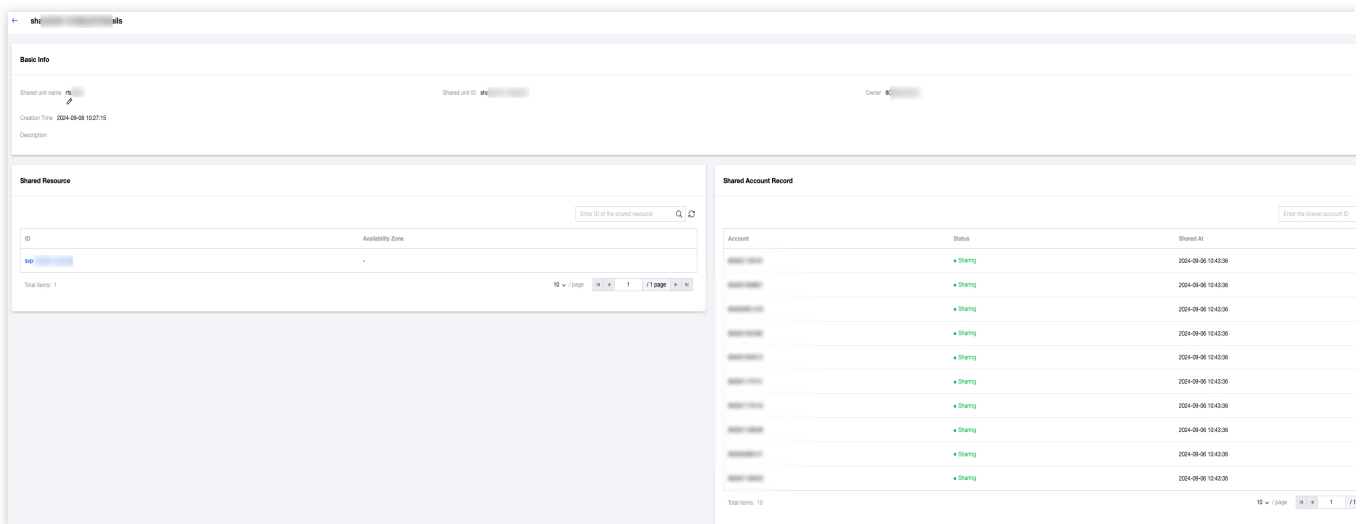 ← sha ails
Basic Info
Shared unit name rfs
Shared unit ID sha
Owner 80
Creation Time 2024-09-06 10:27:15
Description
Shared Resource
Enter ID of the shared resource
ID Availability Zone
svp: -
Total items: 1 10 / page 1 / 1 page
Shared Account Record
Enter the shared account ID
Account Status Shared At
Sharing 2024-09-06 10:43:36
Sharing 2024-09-06 10:43:36
Sharing 2024-09-06 10:43:36
Sharing 2024-09-06 10:43:36
Sharing 2024-09-06 10:43:36
Sharing 2024-09-06 10:43:36
Sharing 2024-09-06 10:43:36
Sharing 2024-09-06 10:43:36
Sharing 2024-09-06 10:43:36
Sharing 2024-09-06 10:43:36
Total items: 10 10 / page 1 / 1